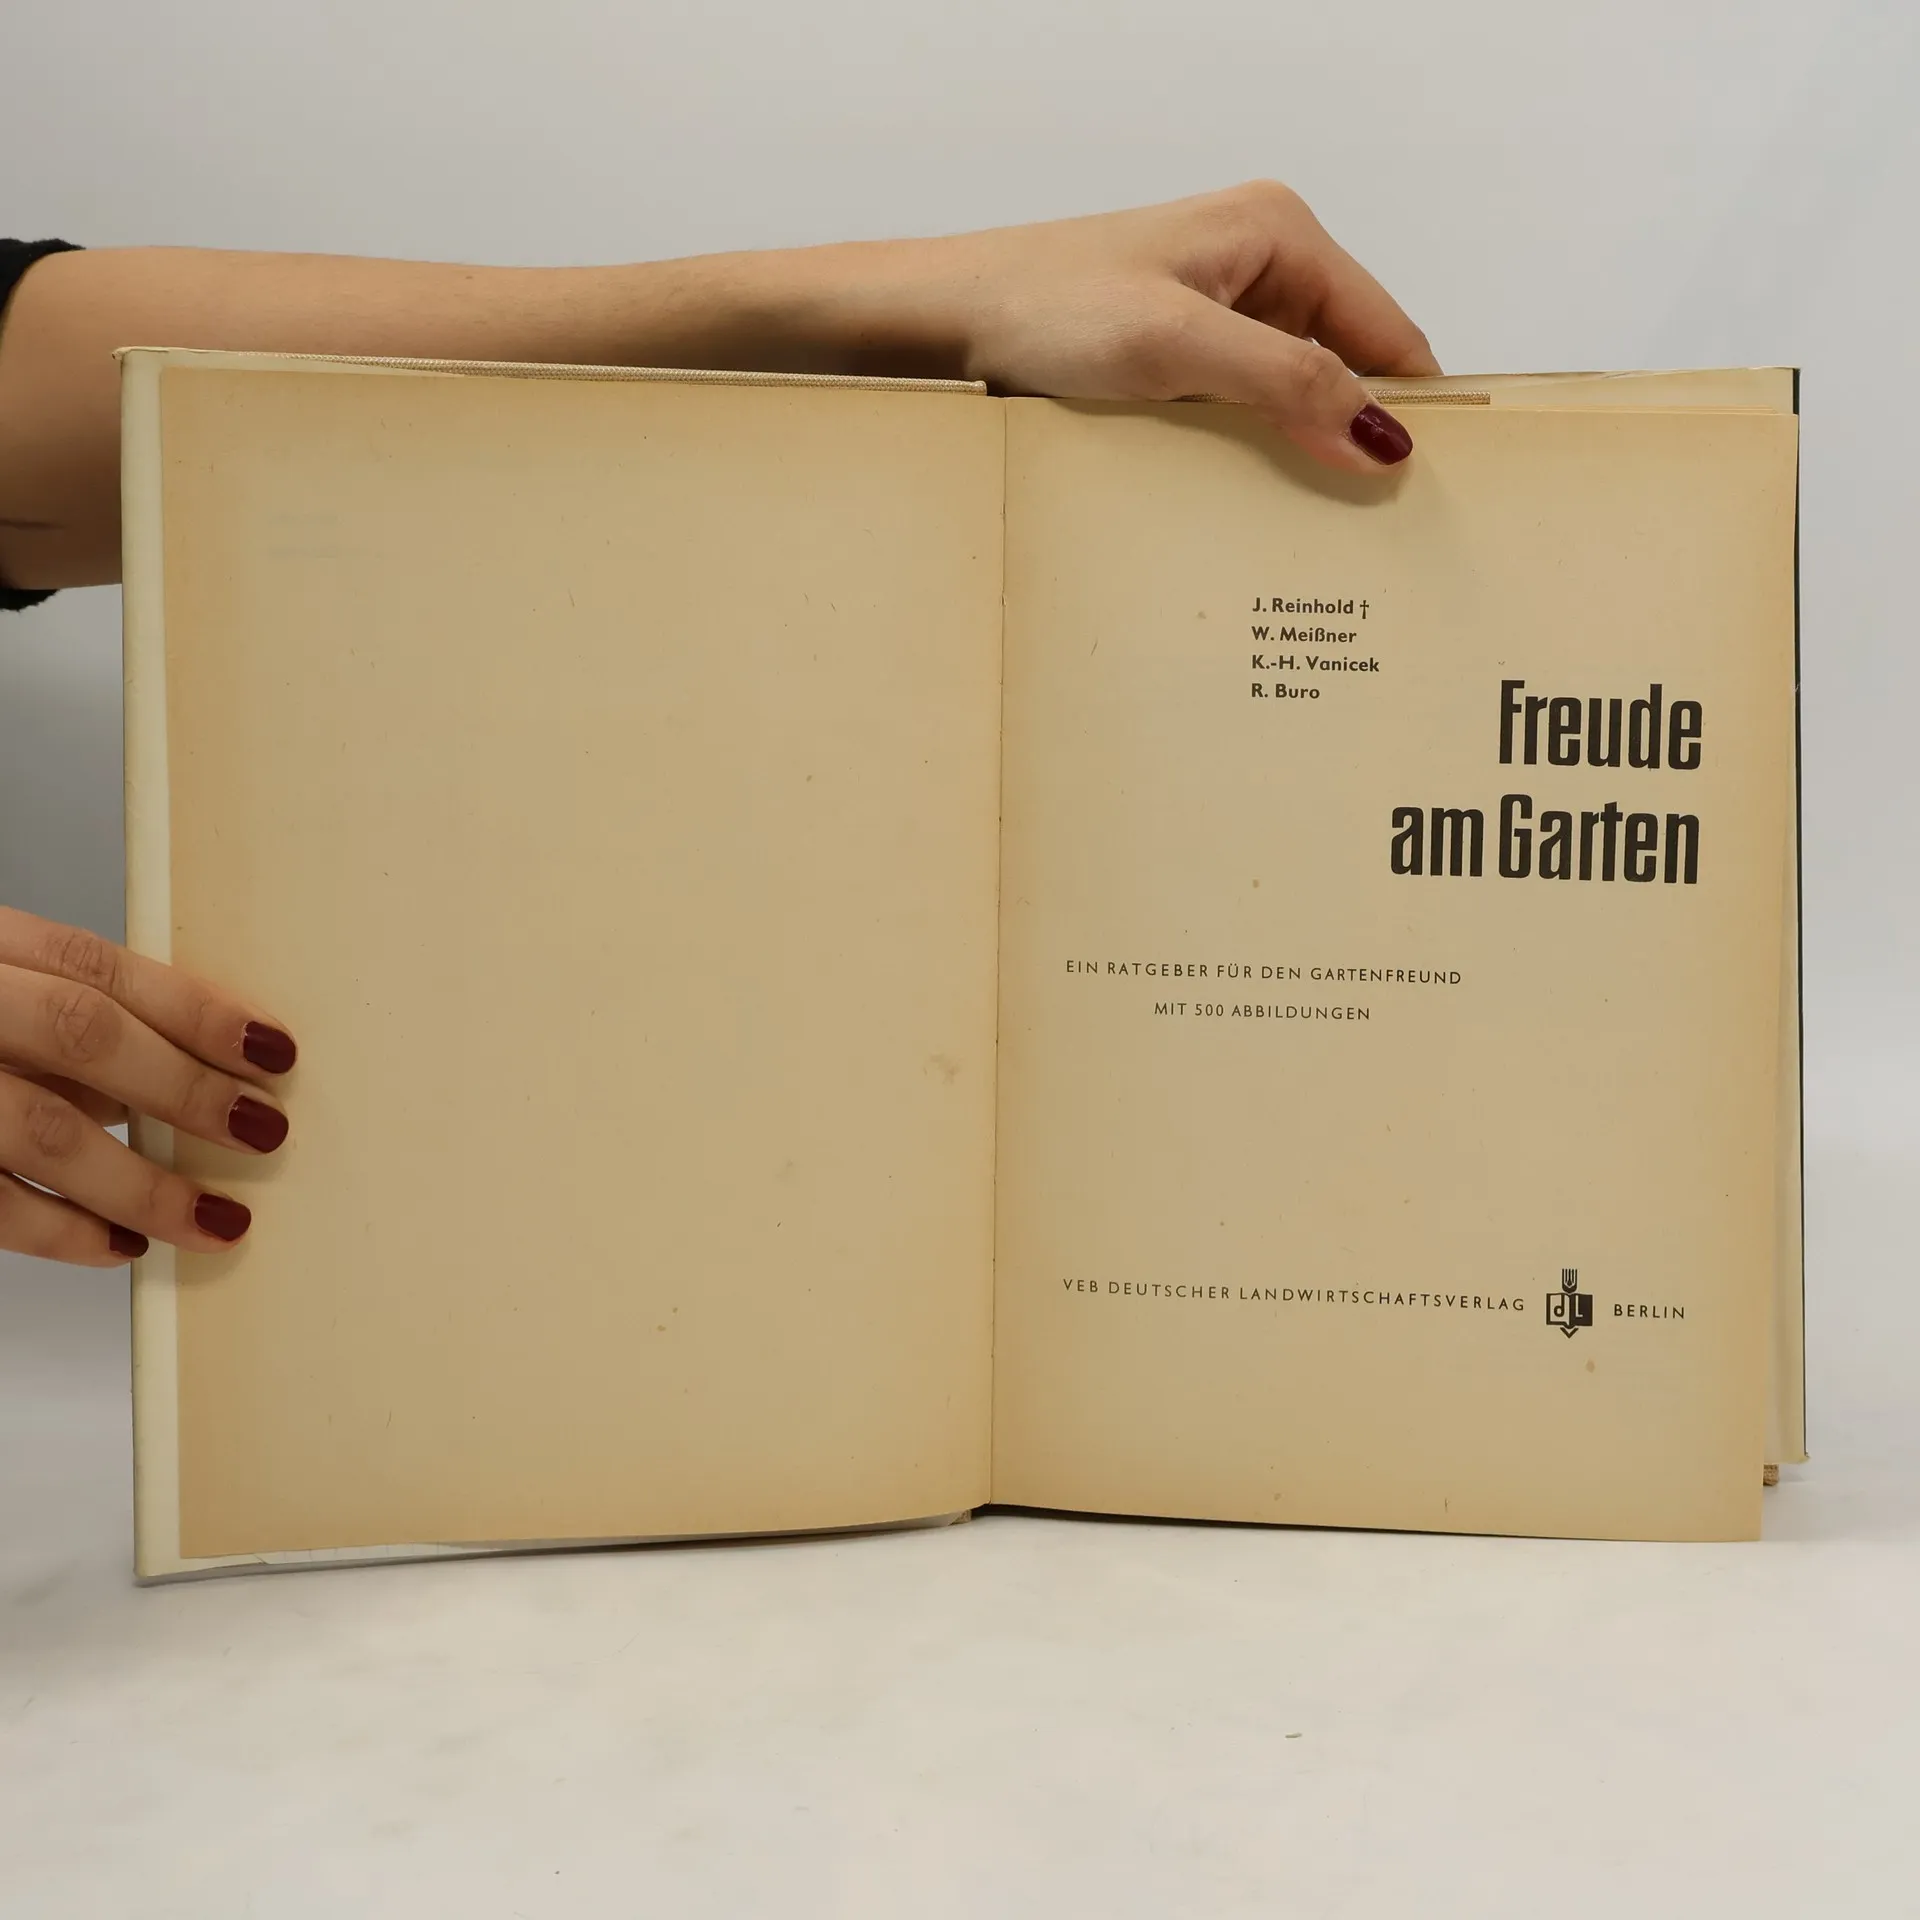 J. Reinhold †
W. Meißner
K.-H. Vanicek
R. Buro
Freude
am Garten
EIN RATGEBER FÜR DEN GARTENFREUND
MIT 500 ABBILDUNGEN
VEB DEUTSCHER LANDWIRTSCHAFTSVERLAG dL BERLIN